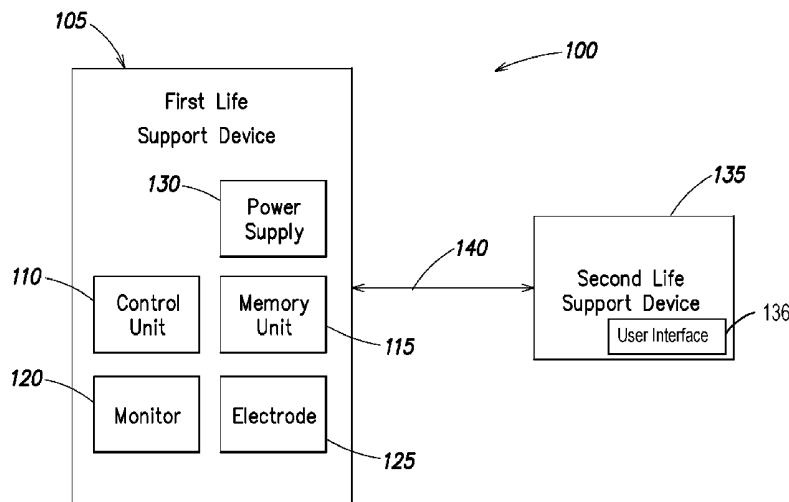 105
100
First Life
Support Device
130
Power
Supply
135
140
110
Control
Unit
Memory
Unit
115
Second Life
Support Device
User Interface
136
120
Monitor
Electrode
125